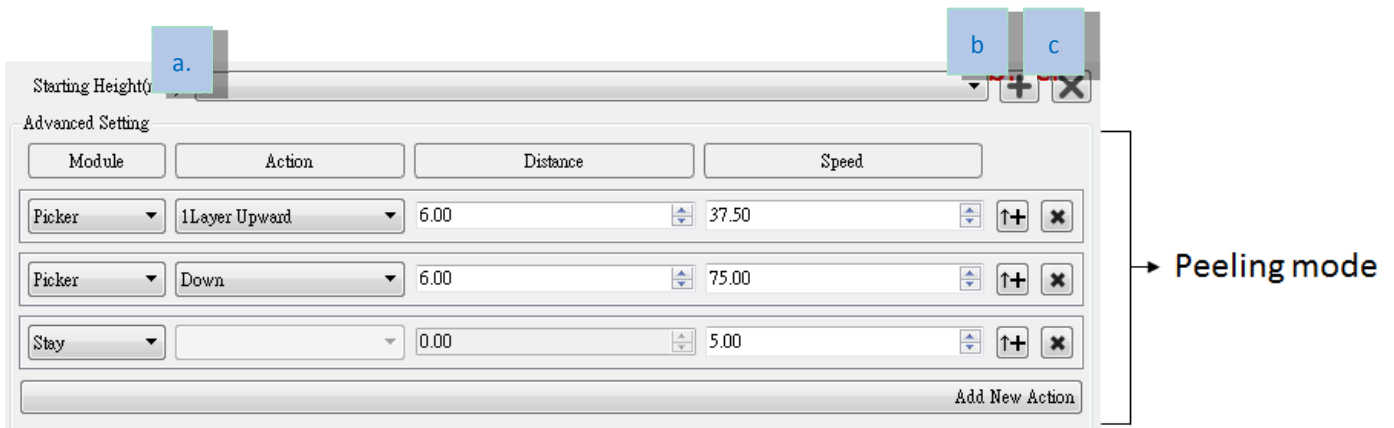 a.
b
c
Starting Height(
Advanced Setting
Module Action Distance Speed
Picker 1Layer Upward 6.00 37.50
Picker Down 6.00 75.00
Stay 0.00 5.00
Add New Action
Peeling mode